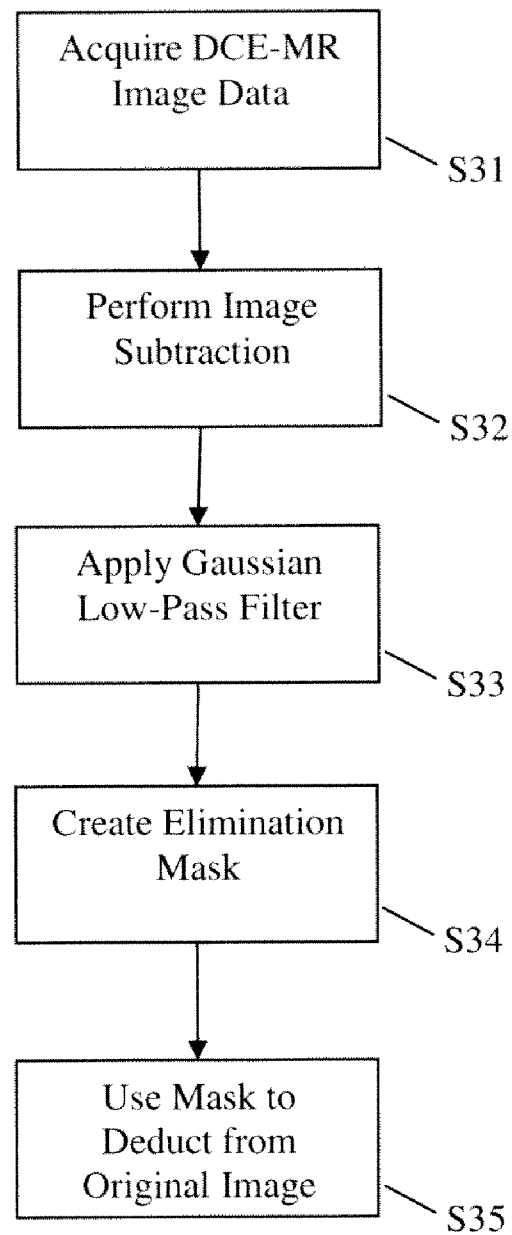 Acquire DCE-MR
Image Data
S31
Perform Image
Subtraction
S32
Apply Gaussian
Low-Pass Filter
S33
Create Elimination
Mask
S34
Use Mask to
Deduct from
Original Image
S35